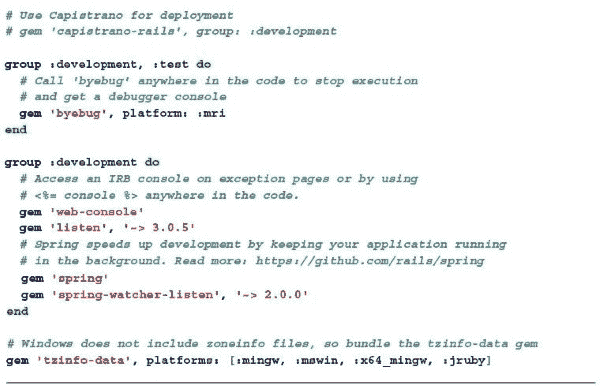 # Use Capistrano for deployment
# gem 'capistrano-rails', group: :development

group :development, :test do
  # Call 'byebug' anywhere in the code to stop execution
  # and get a debugger console
  gem 'byebug', platform: :mri
end

group :development do
  # Access an IRB console on exception pages or by using
  # <%= console %> anywhere in the code.
  gem 'web-console'
  gem 'listen', '~> 3.0.5'
  # Spring speeds up development by keeping your application running
  # in the background. Read more: https://github.com/rails/spring
  gem 'spring'
  gem 'spring-watcher-listen', '~> 2.0.0'
end

# Windows does not include zoneinfo files, so bundle the tzinfo-data gem
gem 'tzinfo-data', platforms: [:mingw, :mswin, :x64_mingw, :jruby]